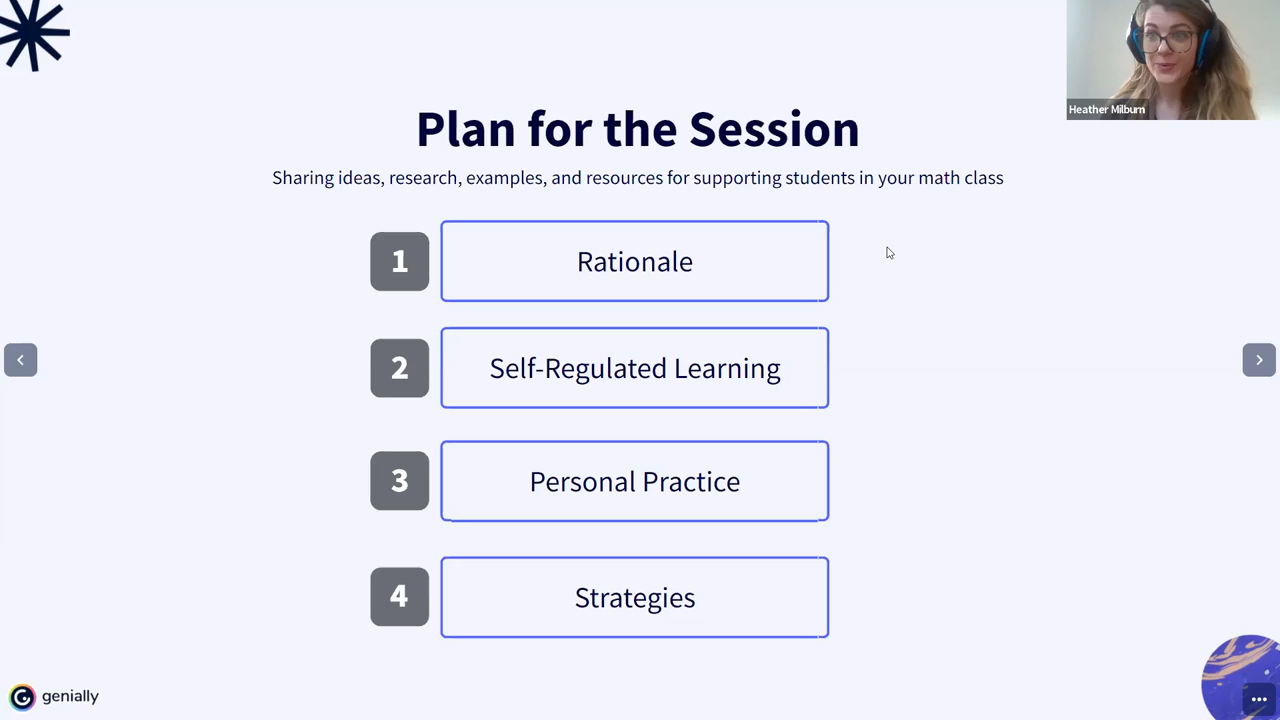 Heather Milburn
Plan for the Session
Sharing ideas, research, examples, and resources for supporting students in your math class
1
Rationale
2
Self-Regulated Learning
3
Personal Practice
4
Strategies
genially